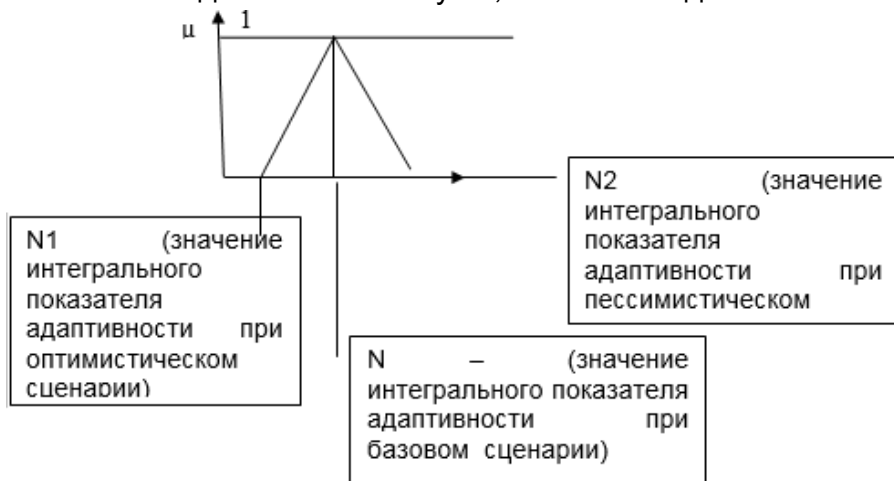 μ 1
N2 (значение
интегрального
показателя
адаптивности при
пессимистическом
N1 (значение
интегрального
показателя
адаптивности при
оптимистическом
сценарии)
N – (значение
интегрального показателя
адаптивности при
базовом сценарии)